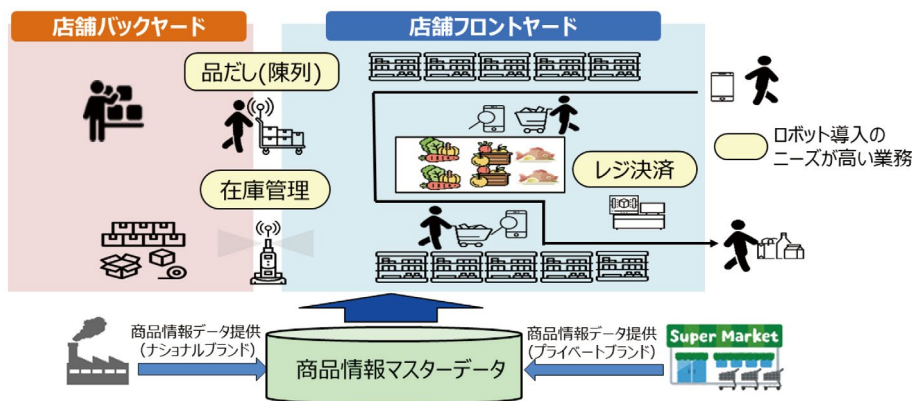 店舗バックヤード
店舗フロントヤード
品だし(陳列)
在庫管理
レジ決済
ロボット導入の
ニーズが高い業務
商品情報データ提供
(ナショナルブランド)
商品情報マスターデータ
商品情報データ提供
(プライベートブランド)
Super Market